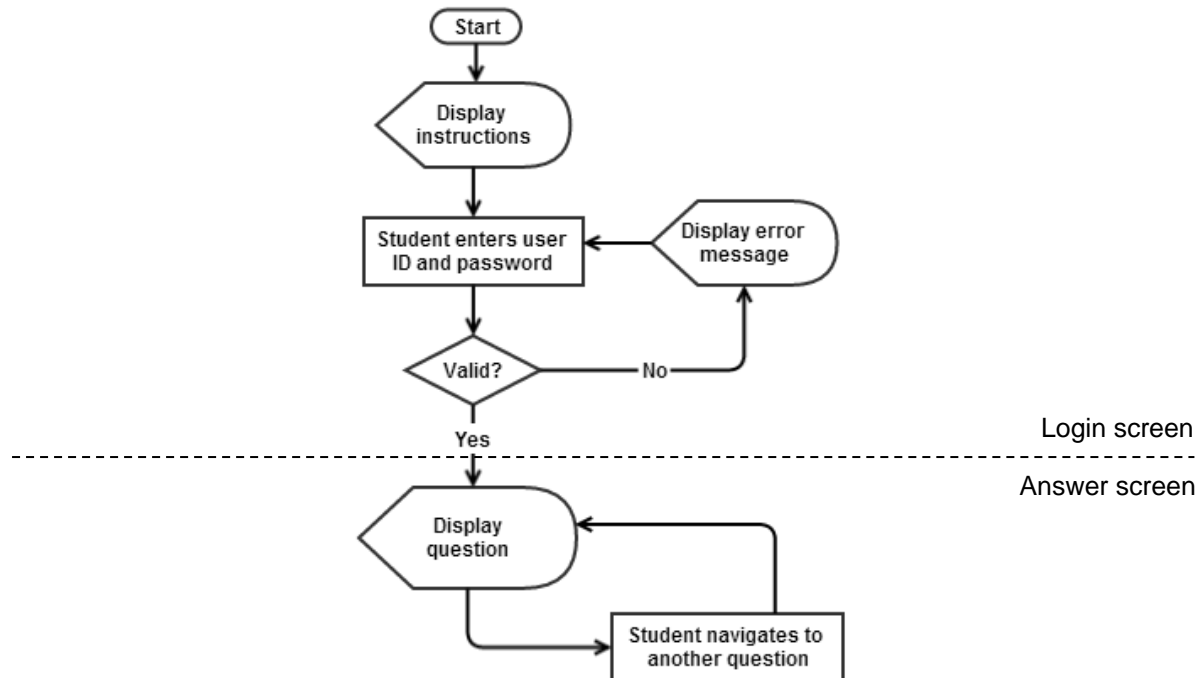 Start
Display
instructions
Student enters user
ID and password
Display error
message
Valid?
No
Yes
Login screen
Answer screen
Display
question
Student navigates to
another question